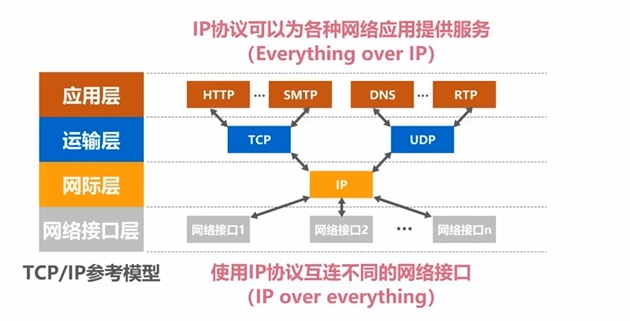 IP协议可以为各种网络应用提供服务
（Everything over IP）
应用层 HTTP ··· SMTP DNS ··· RTP
运输层 TCP UDP
网际层 IP
网络接口层 网络接口1 网络接口2 ··· 网络接口n
TCP/IP参考模型
使用IP协议互连不同的网络接口
（IP over everything）